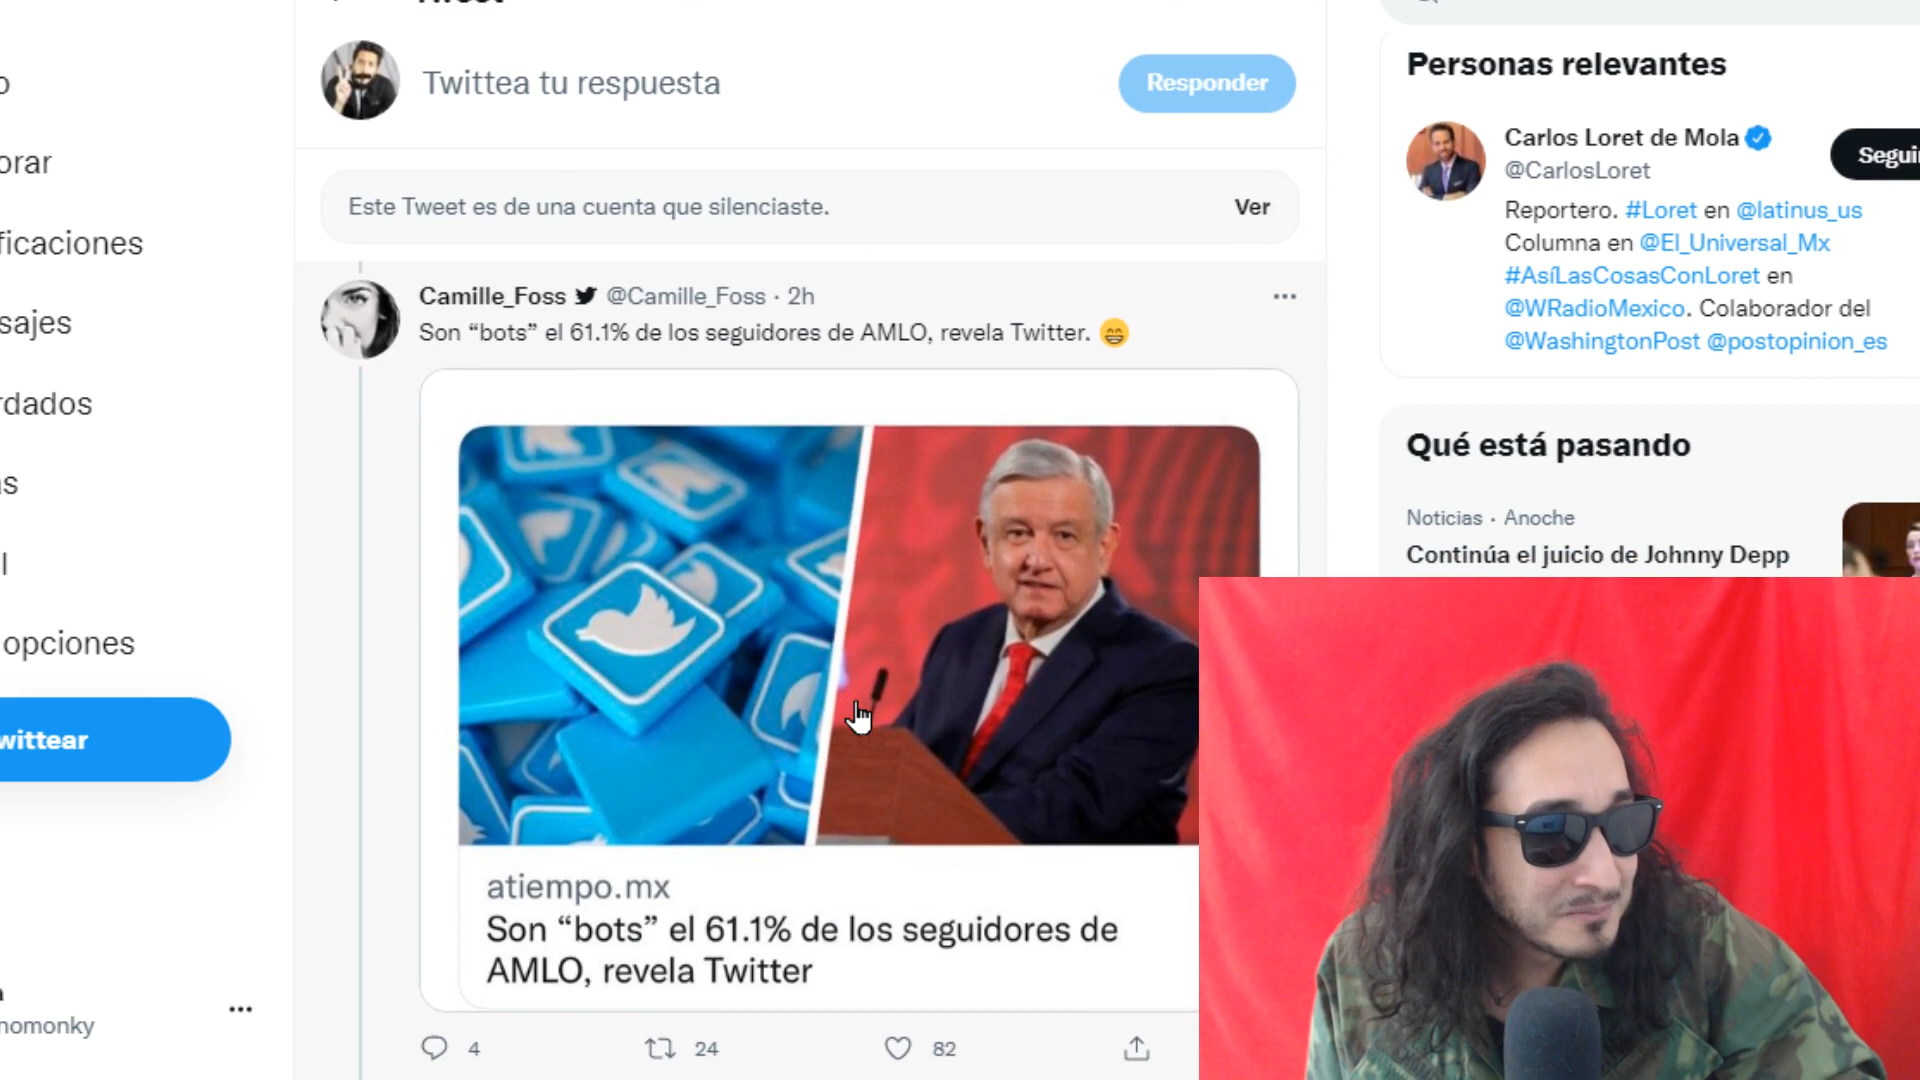 Tweet
Twittea tu respuesta
Responder
Este Tweet es de una cuenta que silenciaste.
Ver
Camille_Foss @Camille_Foss · 2h
Son “bots” el 61.1% de los seguidores de AMLO, revela Twitter. 😄
atiempo.mx
Son “bots” el 61.1% de los seguidores de
AMLO, revela Twitter
4
24
82
o
orar
ficaciones
sajes
rdados
as
l
opciones
wittear
nomonky
Personas relevantes
Carlos Loret de Mola
@CarlosLoret
Seguir
Reportero. #Loret en @latinus_us
Columna en @El_Universal_Mx
#AsíLasCosasConLoret en
@WRadioMexico. Colaborador del
@WashingtonPost @postopinion_es
Qué está pasando
Noticias · Anoche
Continúa el juicio de Johnny Depp